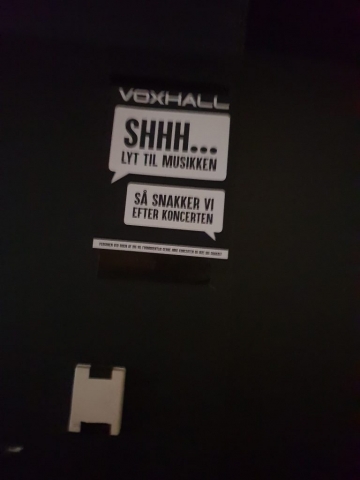 VOXHALL
SHHH...
LYT TIL MUSIKKEN
SÅ SNAKKER VI
EFTER KONCERTEN